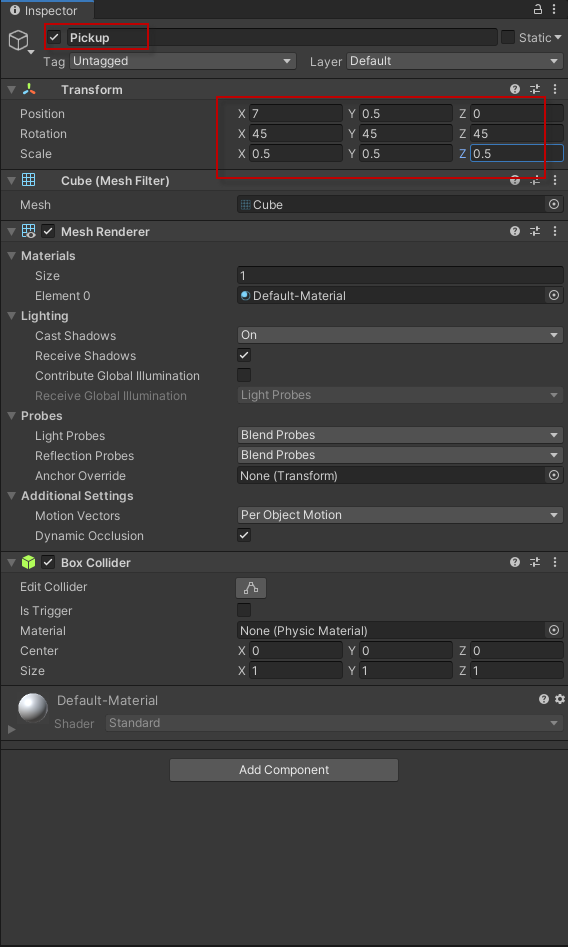 Inspector
Pickup Static
Tag Untagged Layer Default
Transform
Position X 7 Y 0.5 Z 0
Rotation X 45 Y 45 Z 45
Scale X 0.5 Y 0.5 Z 0.5
Cube (Mesh Filter)
Mesh Cube
Mesh Renderer
Materials
Size 1
Element 0 Default-Material
Lighting
Cast Shadows On
Receive Shadows
Contribute Global Illumination
Receive Global Illumination Light Probes
Probes
Light Probes Blend Probes
Reflection Probes Blend Probes
Anchor Override None (Transform)
Additional Settings
Motion Vectors Per Object Motion
Dynamic Occlusion
Box Collider
Edit Collider
Is Trigger
Material None (Physic Material)
Center X 0 Y 0 Z 0
Size X 1 Y 1 Z 1
Default-Material
Shader Standard
Add Component